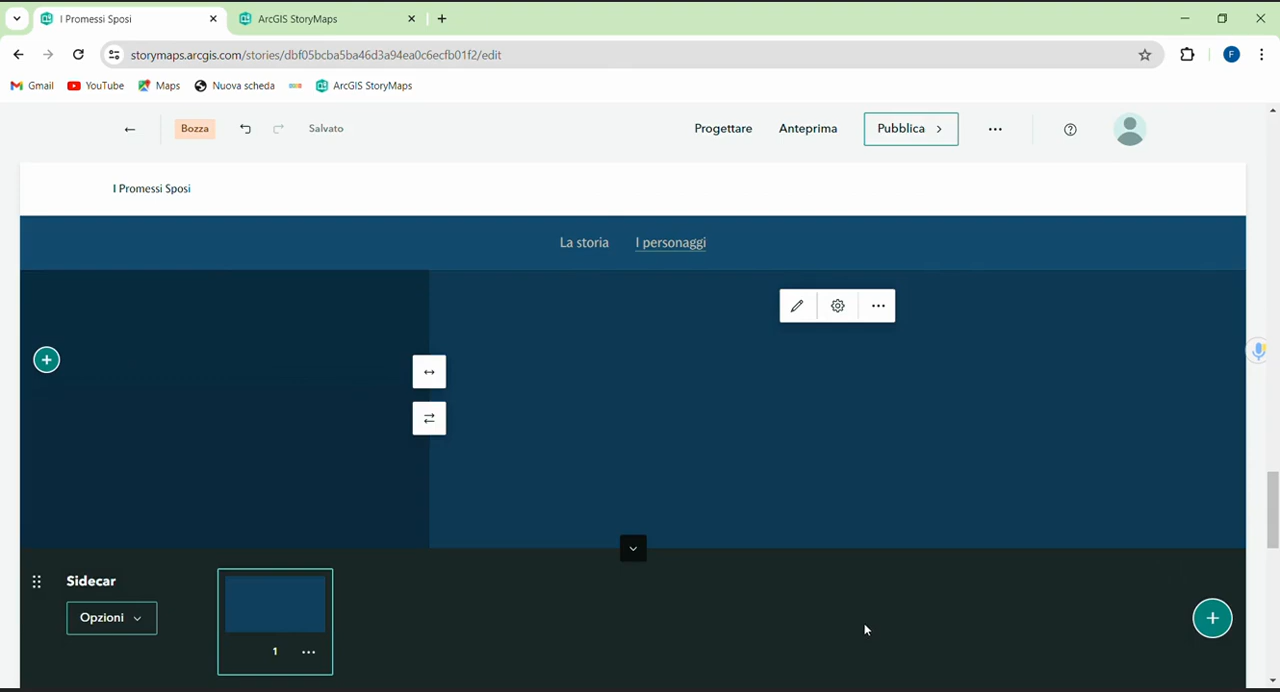 I Promessi Sposi
ArcGIS StoryMaps
storymaps.arcgis.com/stories/dbf05bcba5ba46d3a94ea0c6ecfb01f2/edit
F
Gmail
YouTube
Maps
Nuova scheda
ArcGIS StoryMaps
Bozza
Salvato
Progettare
Anteprima
Pubblica
I Promessi Sposi
La storia
I personaggi
Sidecar
Opzioni
1